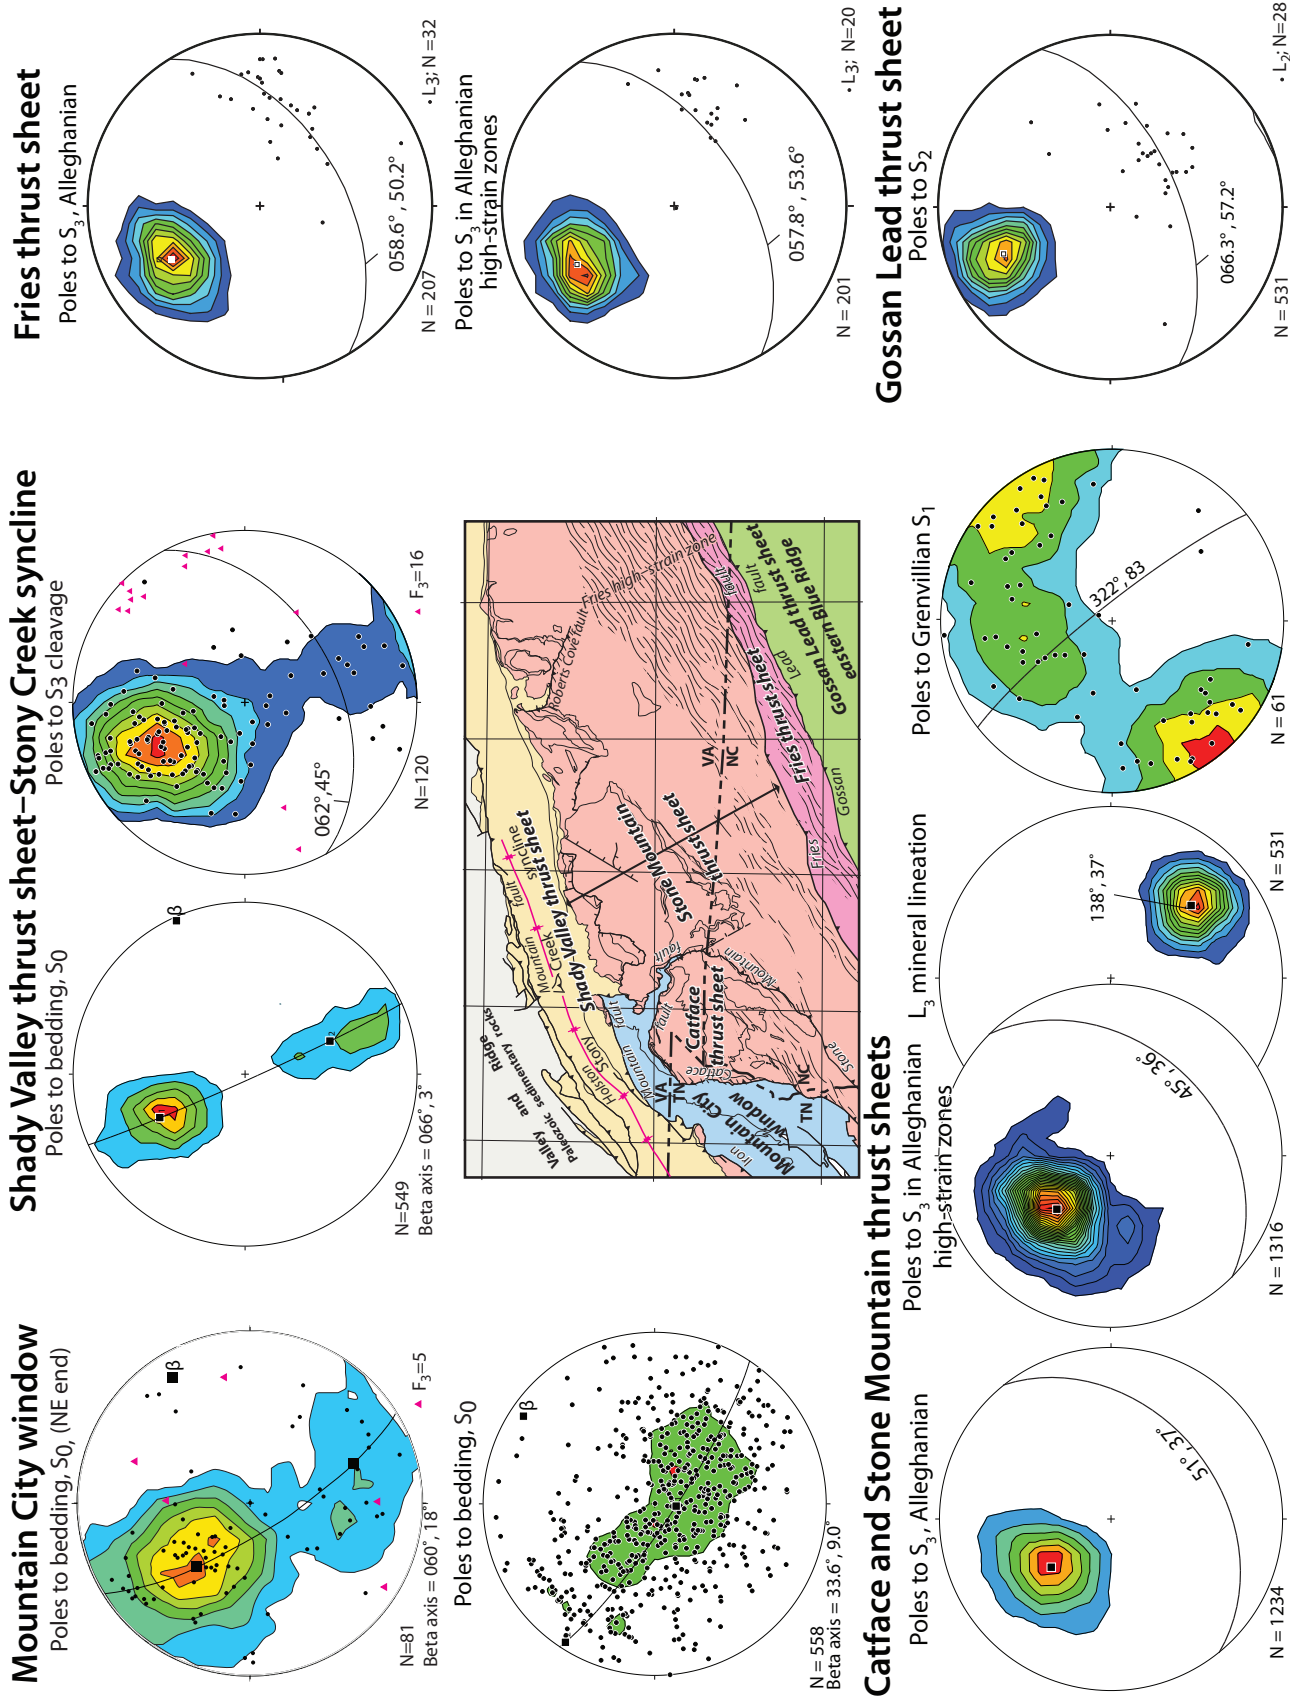 Mountain City window
Poles to bedding, S0, (NE end)
β
N=81
Beta axis = 060°, 18°
F3=5
Poles to bedding, S0
β
N = 558
Beta axis = 33.6°, 9.0°
Shady Valley thrust sheet–Stony Creek syncline
Poles to bedding, S0
β
2
N=549
Beta axis = 066°, 3°
Poles to S3 cleavage
062°,45°
N=120
F3=16
Fries thrust sheet
Poles to S3, Alleghanian
058.6°, 50.2°
N = 207
L3; N =32
Poles to S3 in Alleghanian
high-strain zones
057.8°, 53.6°
N = 201
L3; N=20
Gossan Lead thrust sheet
Poles to S2
066.3°, 57.2°
N = 531
L2; N=28
Valley
and
Ridge
Paleozoic sedimentary rocks
Holston
Mountain
fault
Stony
Creek
syncline
Shady Valley thrust sheet
Iron
Mountain
fault
Mountain City
window
VA
TN
TN
NC
Catface
fault
Catface
thrust sheet
Stone
Mountain
fault
Stone Mountain
thrust sheet
VA
NC
Roberts Cove fault
Fries high-strain zone
Fries
fault
Fries thrust sheet
Gossan
Lead
fault
Gossan Lead thrust sheet
eastern Blue Ridge
Catface and Stone Mountain thrust sheets
Poles to S3, Alleghanian
51°, 37°
N = 1234
Poles to S3 in Alleghanian
high-strain zones
45°, 36°
N = 1316
L3 mineral lineation
138°, 37°
N = 531
Poles to Grenvillian S1
322°, 83
N = 61